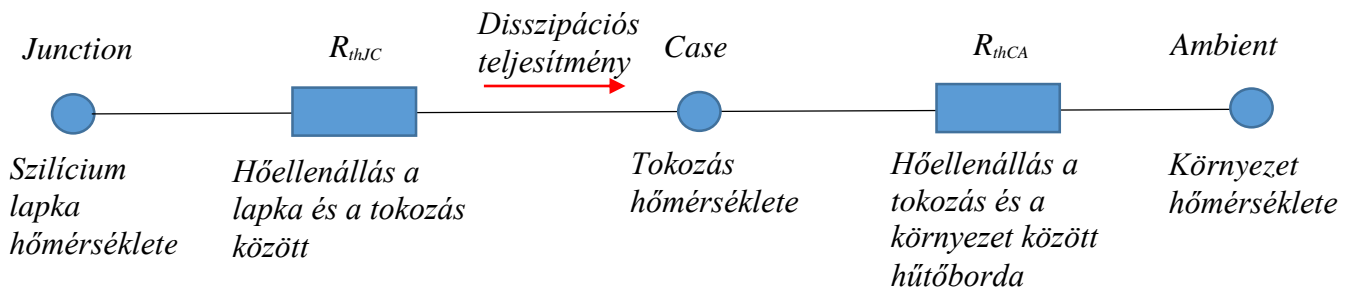 Junction
R_thJC
Disszipációs
teljesítmény
Case
R_thCA
Ambient
Szilícium
lapka
hőmérséklete
Hőellenállás a
lapka és a tokozás
között
Tokozás
hőmérséklete
Hőellenállás a
tokozás és a
környezet között
hűtőborda
Környezet
hőmérséklete